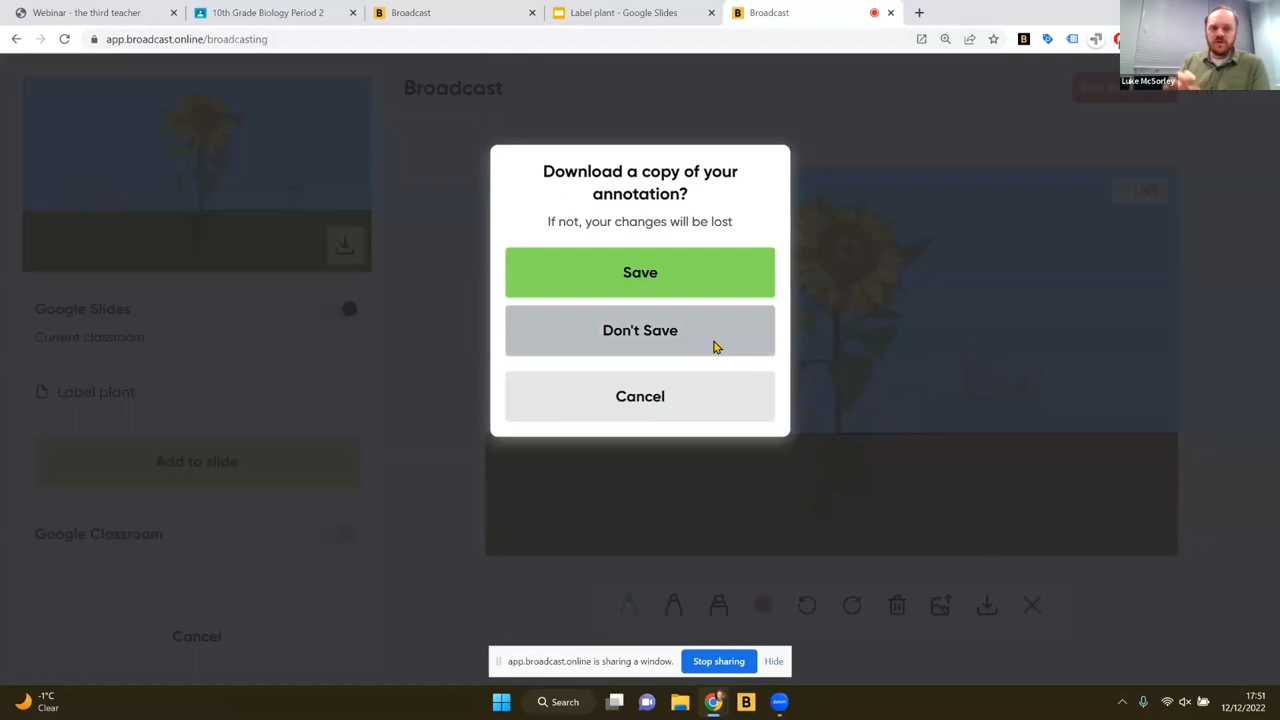 Webinar - the third teacher
10th Grade Biology Period 2
Broadcast
Label plant - Google Slides
Broadcast
app.broadcast.online/broadcasting
Luke McSorley
Broadcast
Download a copy of your
annotation?
If not, your changes will be lost
Save
Don't Save
Cancel
Google Slides
Current classroom
Label plant
Add to slide
Google Classroom
Cancel
app.broadcast.online is sharing a window.
Stop sharing
Hide
-1°C
Clear
Search
17:51
12/12/2022